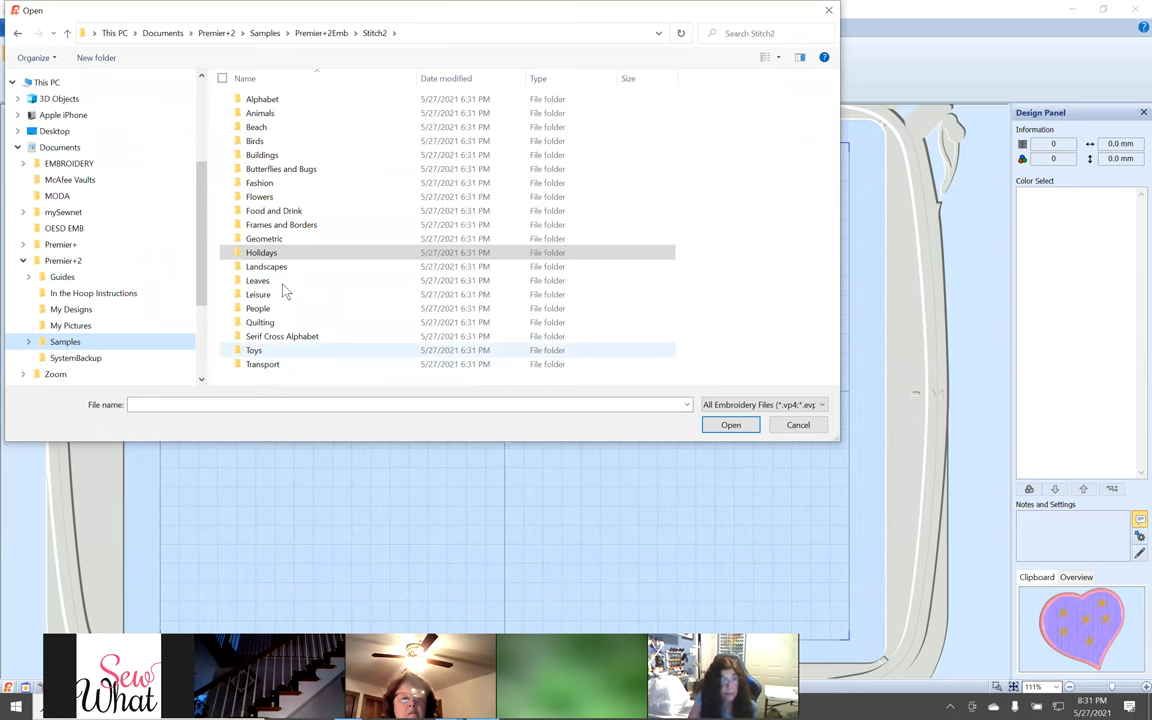 Open
This PC > Documents > Premier+2 > Samples > Premier+2Emb > Stitch2 >
Search Stitch2
Organize
New folder
This PC
3D Objects
Apple iPhone
Desktop
Documents
EMBROIDERY
McAfee Vaults
MODA
mySewnet
OESD EMB
Premier+
Premier+2
Guides
In the Hoop Instructions
My Designs
My Pictures
Samples
SystemBackup
Zoom
Name Date modified Type Size
Alphabet 5/27/2021 6:31 PM File folder
Animals 5/27/2021 6:31 PM File folder
Beach 5/27/2021 6:31 PM File folder
Birds 5/27/2021 6:31 PM File folder
Buildings 5/27/2021 6:31 PM File folder
Butterflies and Bugs 5/27/2021 6:31 PM File folder
Fashion 5/27/2021 6:31 PM File folder
Flowers 5/27/2021 6:31 PM File folder
Food and Drink 5/27/2021 6:31 PM File folder
Frames and Borders 5/27/2021 6:31 PM File folder
Geometric 5/27/2021 6:31 PM File folder
Holidays 5/27/2021 6:31 PM File folder
Landscapes 5/27/2021 6:31 PM File folder
Leaves 5/27/2021 6:31 PM File folder
Leisure 5/27/2021 6:31 PM File folder
People 5/27/2021 6:31 PM File folder
Quilting 5/27/2021 6:31 PM File folder
Serif Cross Alphabet 5/27/2021 6:31 PM File folder
Toys 5/27/2021 6:31 PM File folder
Transport 5/27/2021 6:31 PM File folder
File name:
All Embroidery Files (*.vp4;*.evp
Open
Cancel
Design Panel
Information
0 0.0 mm
0 0.0 mm
Color Select
Notes and Settings
Clipboard Overview
Sew
What
111%
8:31 PM
5/27/2021